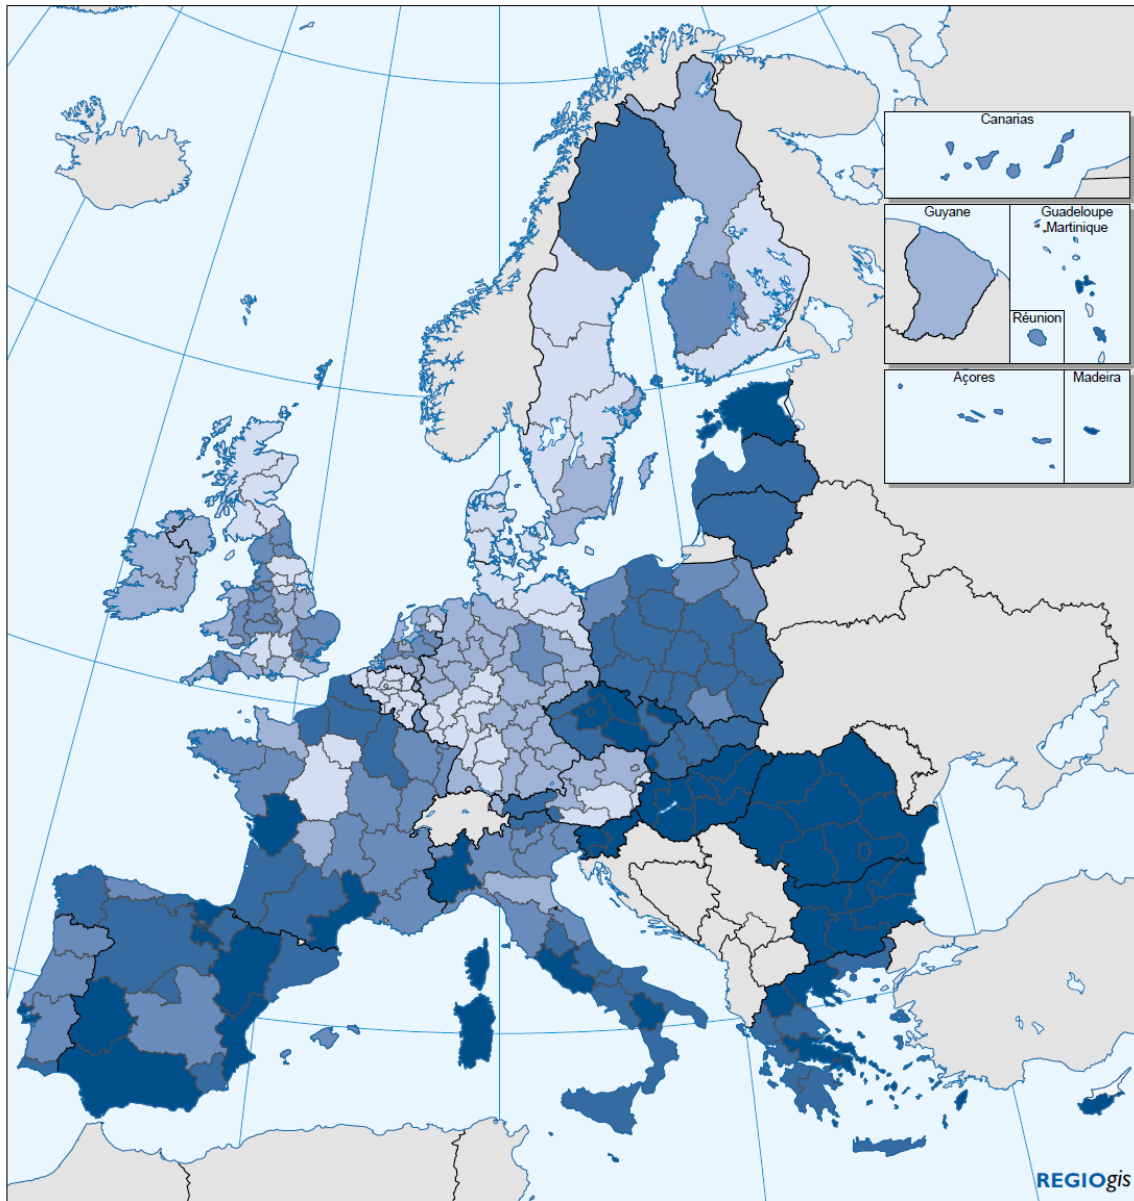 Canarias
Guyane
Guadeloupe
Martinique
Réunion
Açores
Madeira
REGIOgis